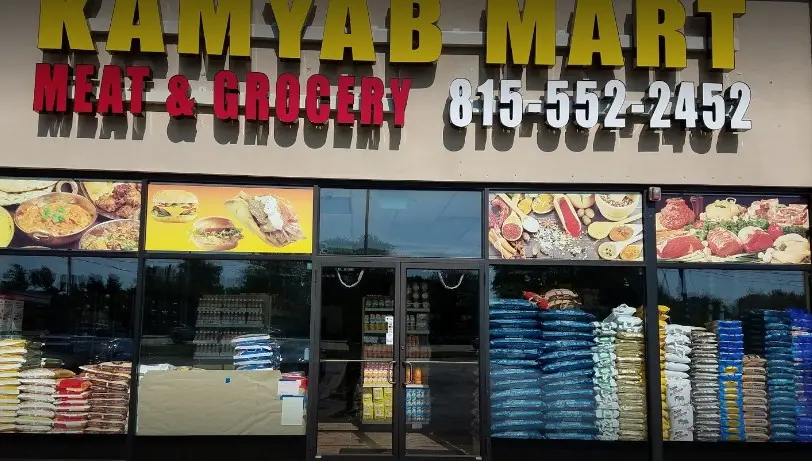 KAMYAB MART
MEAT & GROCERY 815-552-2452